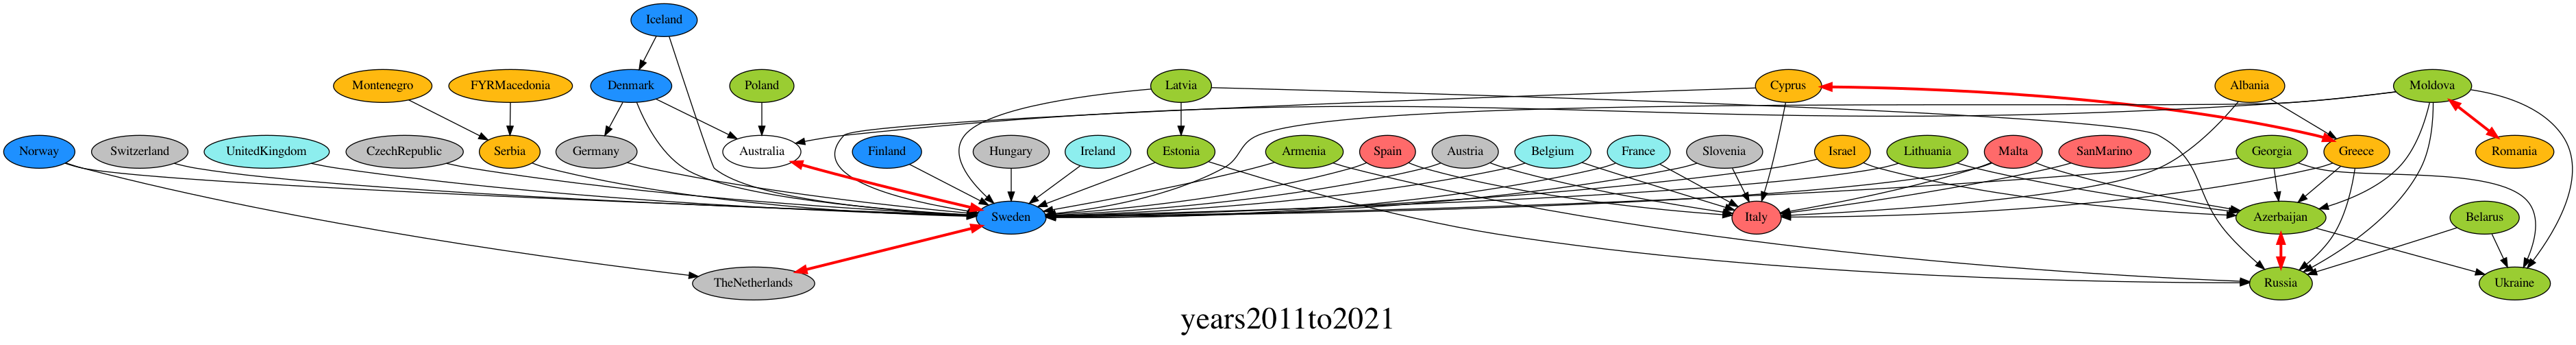 Iceland
Montenegro
FYRMacedonia
Denmark
Poland
Latvia
Cyprus
Albania
Moldova
Norway
Switzerland
UnitedKingdom
CzechRepublic
Serbia
Germany
Australia
Finland
Hungary
Ireland
Estonia
Armenia
Spain
Austria
Belgium
France
Slovenia
Israel
Lithuania
Malta
SanMarino
Georgia
Greece
Romania
Sweden
Italy
Azerbaijan
Belarus
TheNetherlands
Russia
Ukraine
years2011to2021